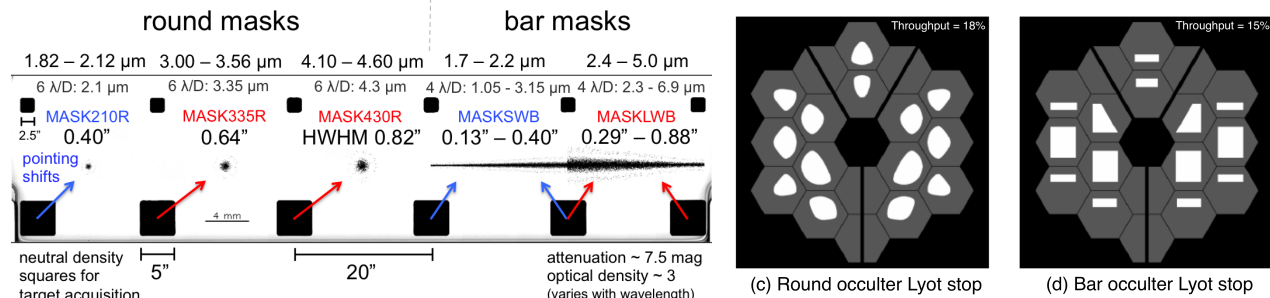 round masks
bar masks
1.82 – 2.12 µm
3.00 – 3.56 µm
4.10 – 4.60 µm
1.7 – 2.2 µm
2.4 – 5.0 µm
6 λ/D: 2.1 µm
6 λ/D: 3.35 µm
6 λ/D: 4.3 µm
4 λ/D: 1.05 - 3.15 µm
4 λ/D: 2.3 - 6.9 µm
MASK210R
MASK335R
MASK430R
MASKSWB
MASKLWB
2.5”
0.40”
0.64”
HWHM 0.82”
0.13” – 0.40”
0.29” – 0.88”
pointing
shifts
4 mm
neutral density
squares for
target acquisition
5”
20”
attenuation ~ 7.5 mag
optical density ~ 3
(varies with wavelength)
Throughput = 18%
(c) Round occulter Lyot stop
Throughput = 15%
(d) Bar occulter Lyot stop